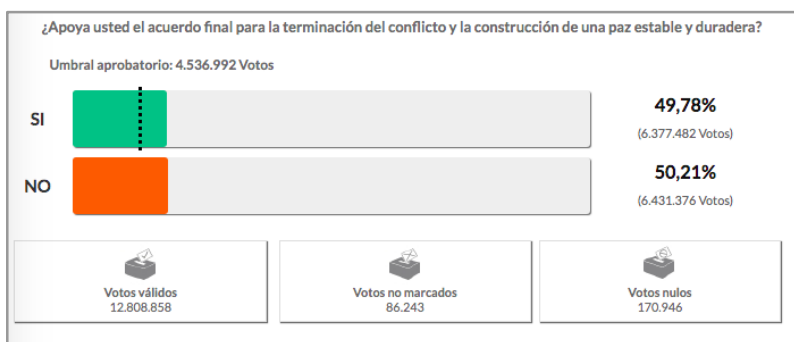 ¿Apoya usted el acuerdo final para la terminación del conflicto y la construcción de una paz estable y duradera?
Umbral aprobatorio: 4.536.992 Votos
SI
49,78%
(6.377.482 Votos)
NO
50,21%
(6.431.376 Votos)
Votos válidos
12.808.858
Votos no marcados
86.243
Votos nulos
170.946